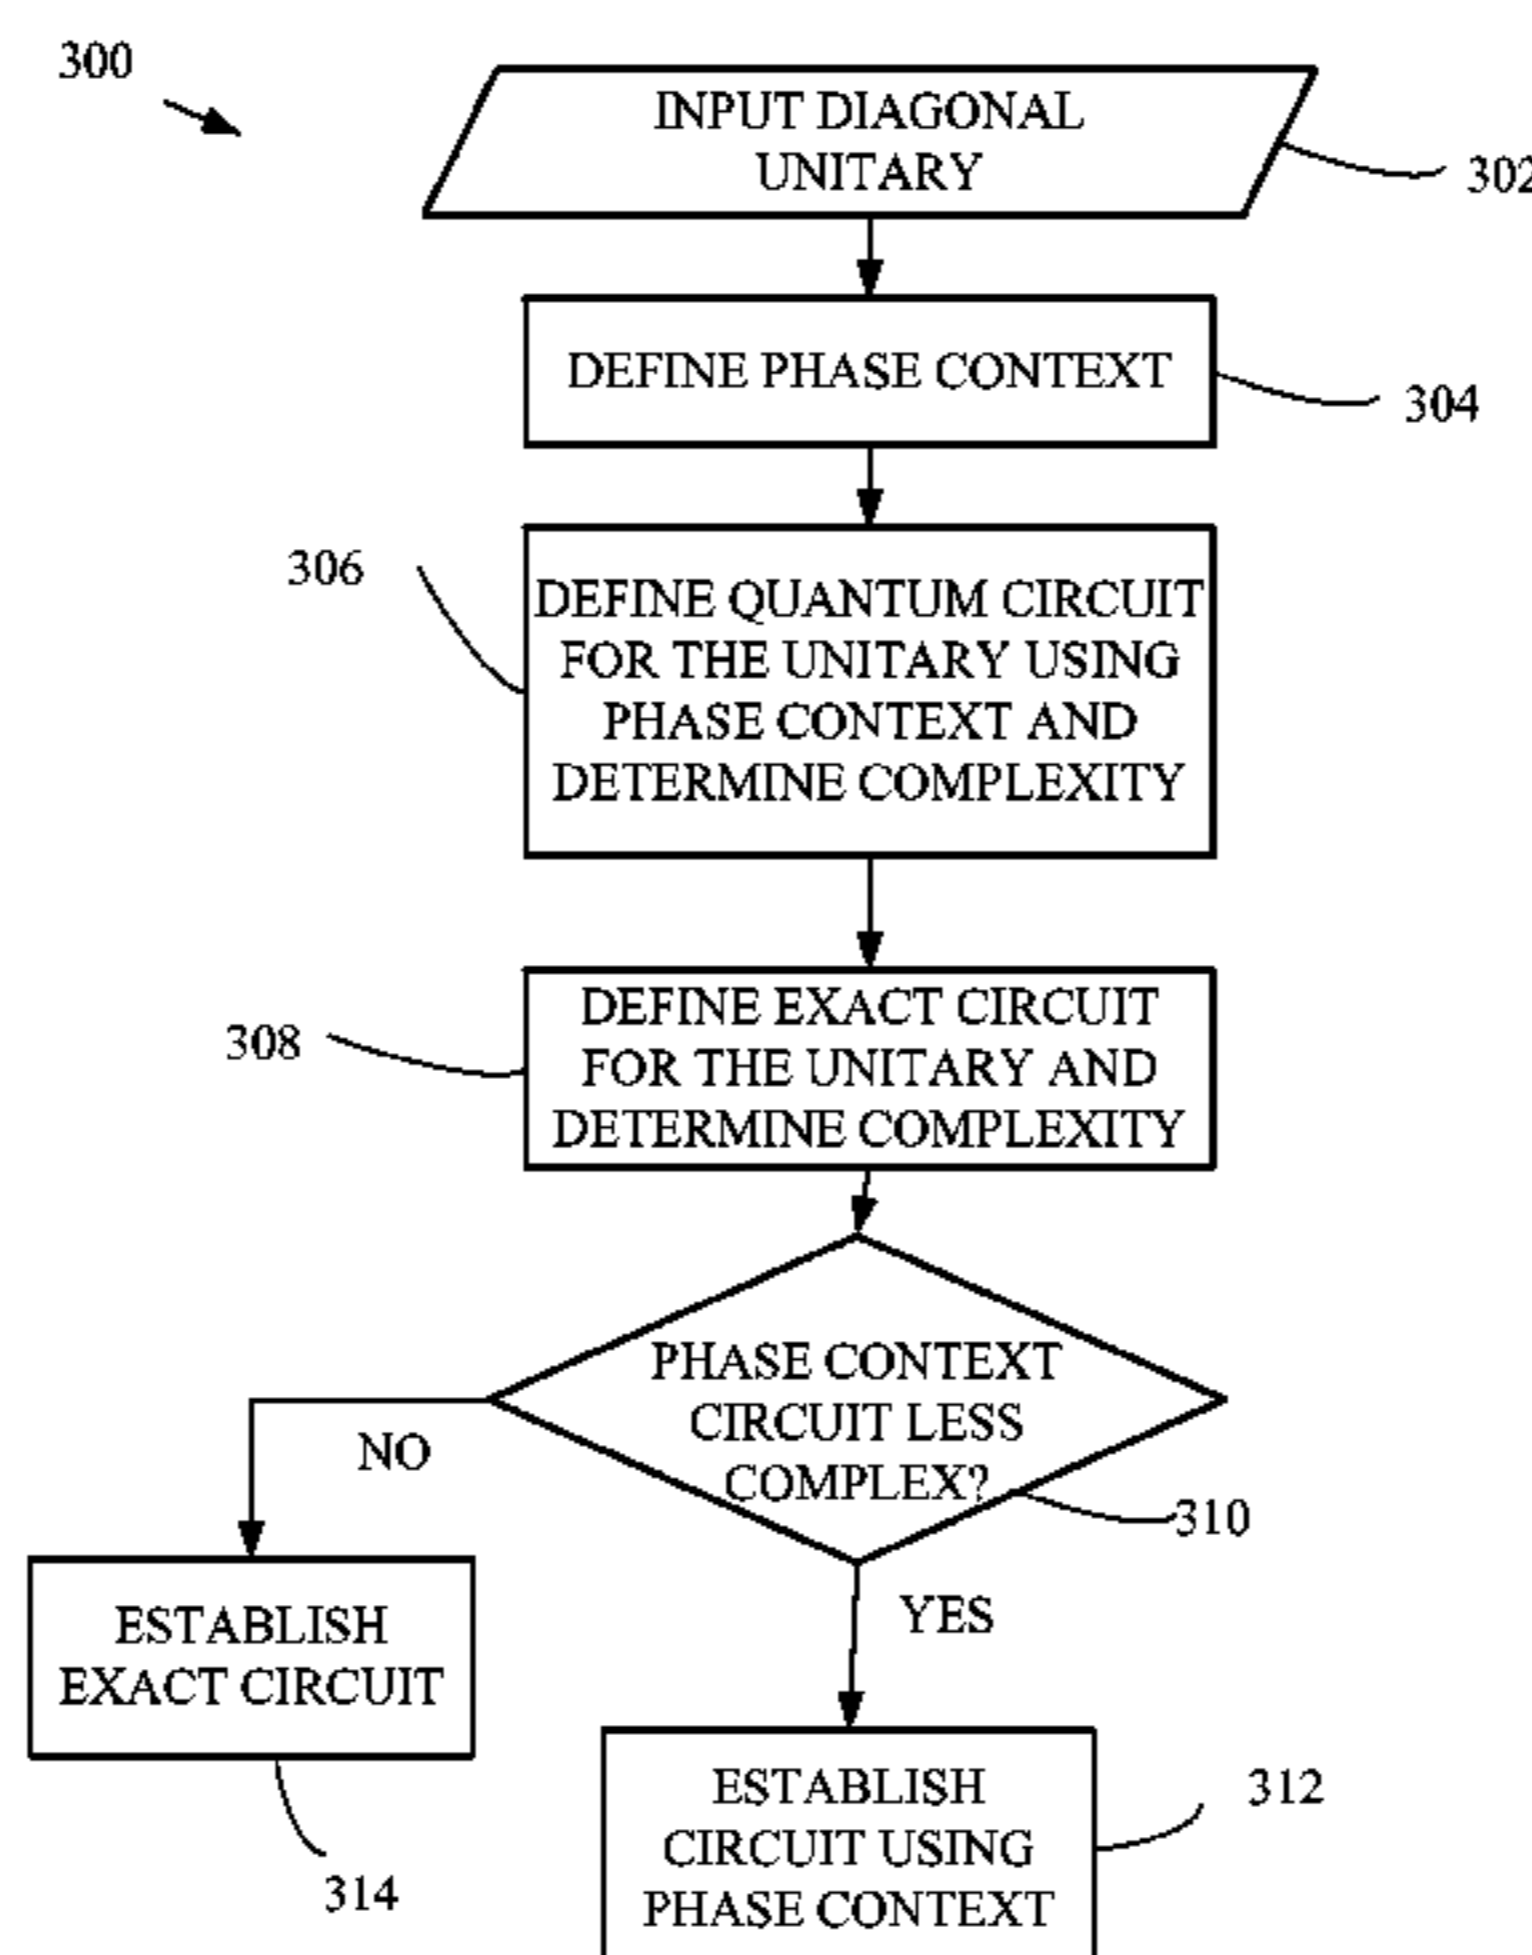 300
INPUT DIAGONAL
UNITARY
302
DEFINE PHASE CONTEXT
304
306
DEFINE QUANTUM CIRCUIT
FOR THE UNITARY USING
PHASE CONTEXT AND
DETERMINE COMPLEXITY
308
DEFINE EXACT CIRCUIT
FOR THE UNITARY AND
DETERMINE COMPLEXITY
PHASE CONTEXT
CIRCUIT LESS
COMPLEX?
310
NO
YES
ESTABLISH
EXACT CIRCUIT
314
ESTABLISH
CIRCUIT USING
PHASE CONTEXT
312